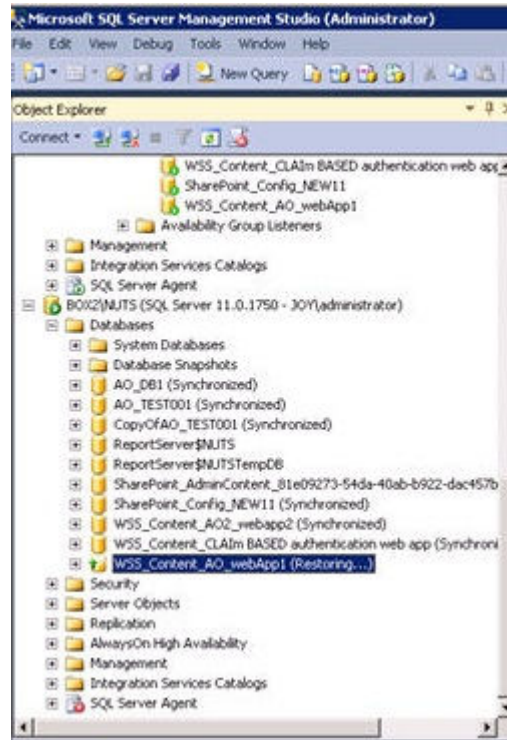 Microsoft SQL Server Management Studio (Administrator)
File Edit View Debug Tools Window Help
New Query
Object Explorer
Connect
WSS_Content_CLAIm BASED authentication web app
SharePoint_Config_NEW11
WSS_Content_AO_webApp1
Availability Group Listeners
Management
Integration Services Catalogs
SQL Server Agent
BOX2\NUTS (SQL Server 11.0.1750 - JOY\administrator)
Databases
System Databases
Database Snapshots
AO_DB1 (Synchronized)
AO_TEST001 (Synchronized)
CopyOfAO_TEST001 (Synchronized)
ReportServer$NUTS
ReportServer$NUTSTempDB
SharePoint_AdminContent_81e09273-54da-40ab-b922-dac457b
SharePoint_Config_NEW11 (Synchronized)
WSS_Content_AO2_webapp2 (Synchronized)
WSS_Content_CLAIm BASED authentication web app (Synchroni
WSS_Content_AO_webApp1 (Restoring...)
Security
Server Objects
Replication
AlwaysOn High Availability
Management
Integration Services Catalogs
SQL Server Agent